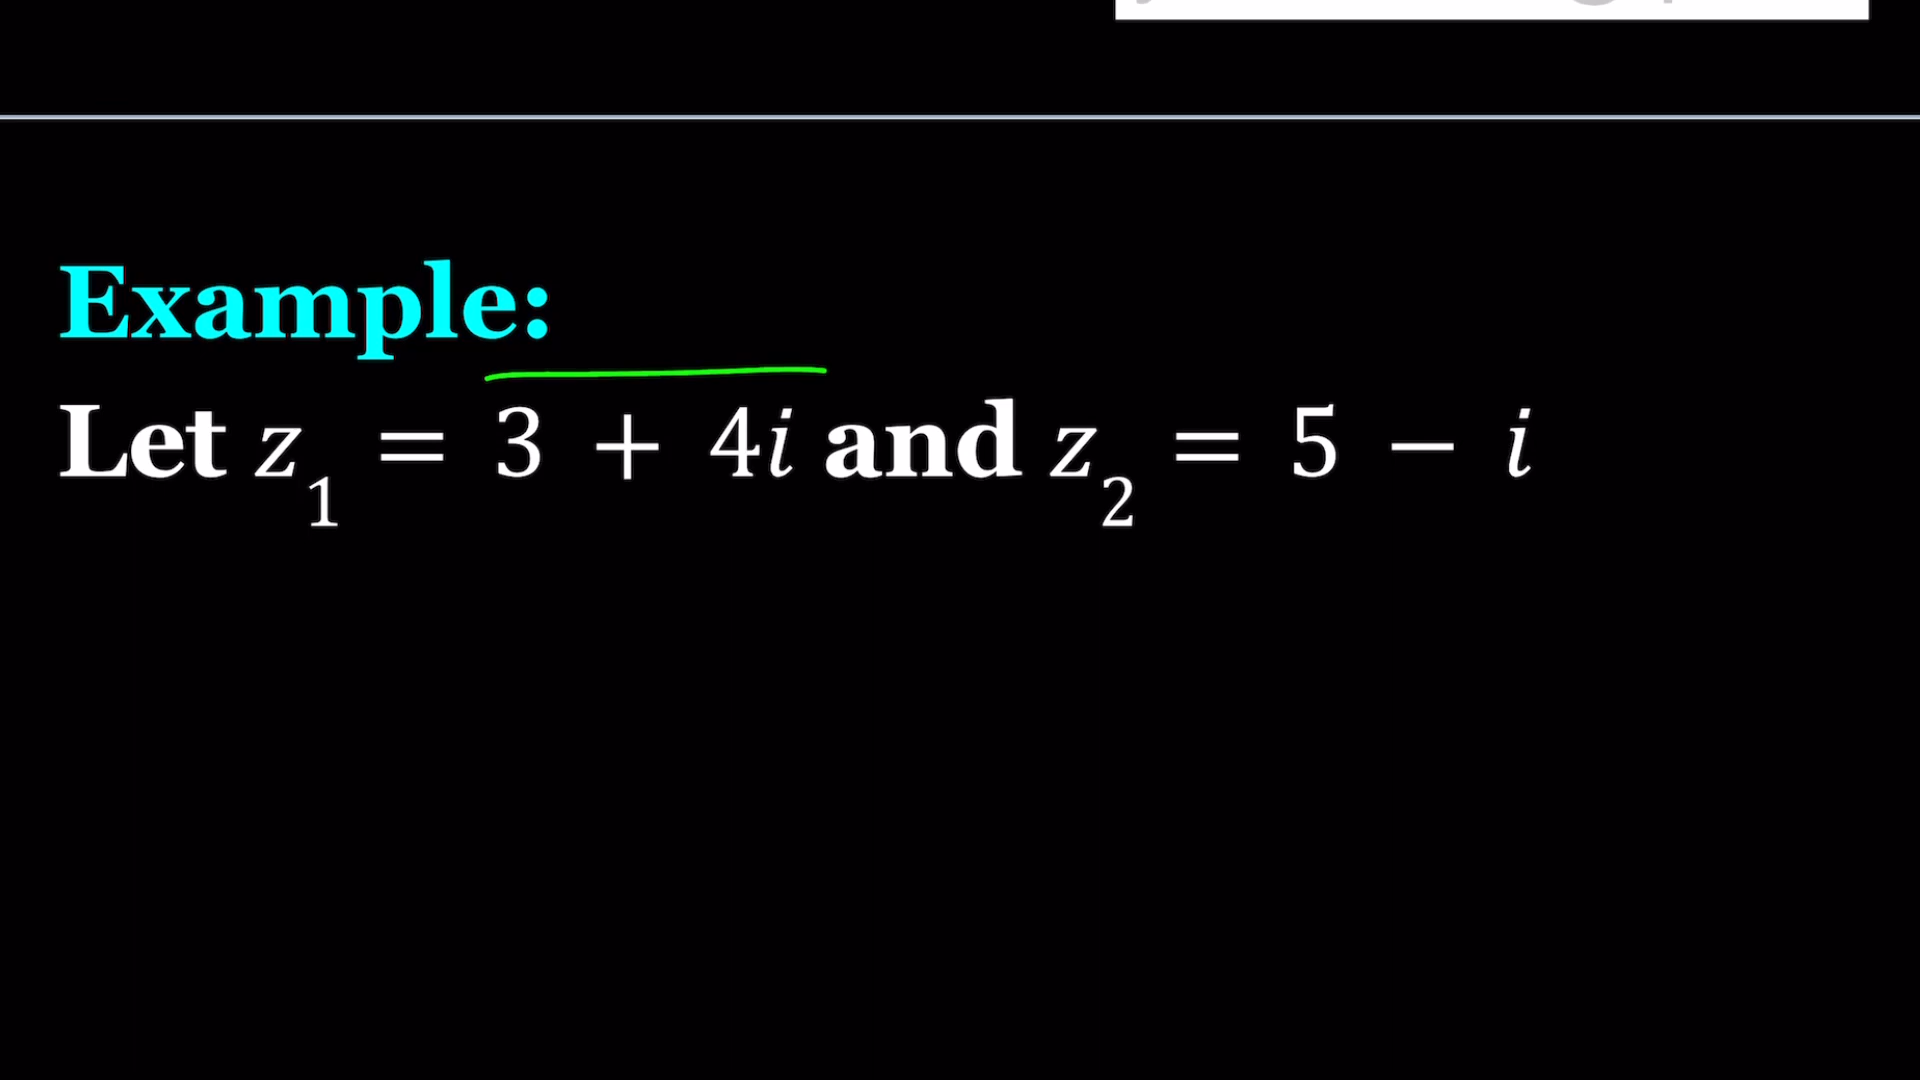 Example:
Let z₁ = 3 + 4i and z₂ = 5 − i